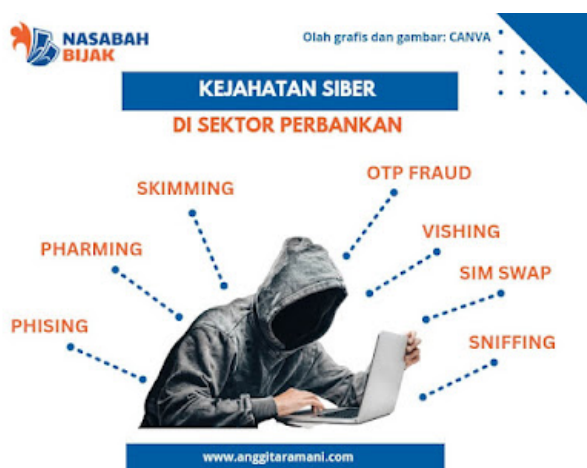 NASABAH
BIJAK
Olah grafis dan gambar: CANVA
KEJAHATAN SIBER
DI SEKTOR PERBANKAN
OTP FRAUD
SKIMMING
VISHING
PHARMING
SIM SWAP
PHISING
SNIFFING
www.anggitaramani.com